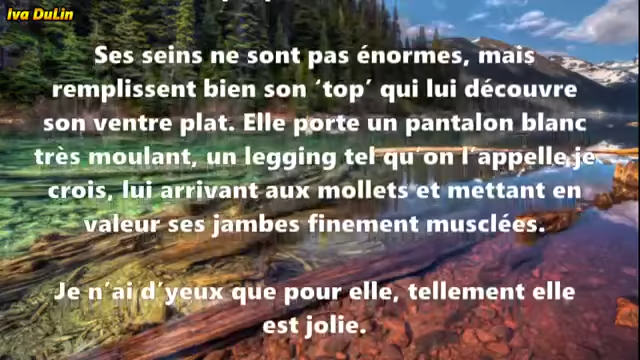 Iva DuLin
Ses seins ne sont pas énormes, mais
remplissent bien son ‘top’ qui lui découvre
son ventre plat. Elle porte un pantalon blanc
très moulant, un legging tel qu’on l’appelle je
crois, lui arrivant aux mollets et mettant en
valeur ses jambes finement musclées.
Je n’ai d’yeux que pour elle, tellement elle
est jolie.